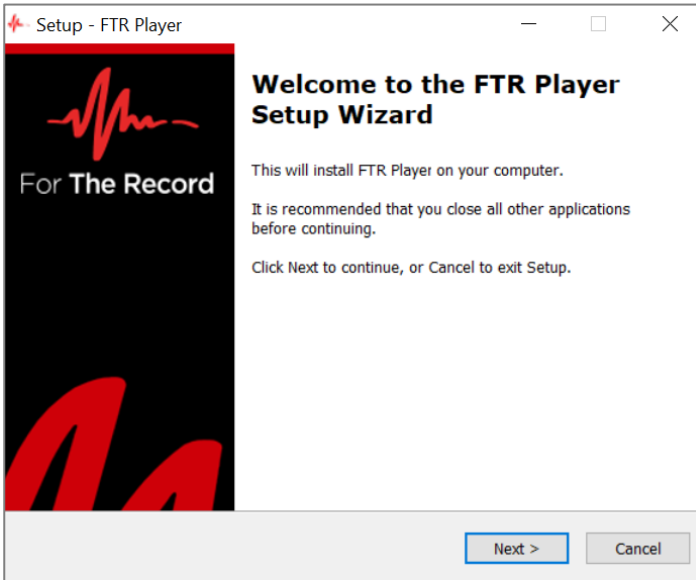 Setup - FTR Player
For The Record
Welcome to the FTR Player
Setup Wizard
This will install FTR Player on your computer.
It is recommended that you close all other applications
before continuing.
Click Next to continue, or Cancel to exit Setup.
Next >
Cancel